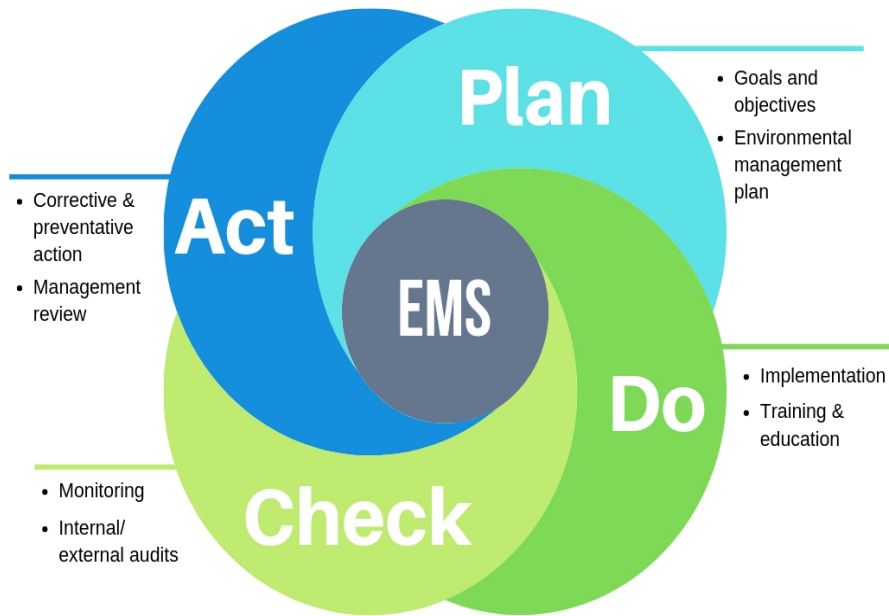 Plan
• Goals and
objectives
• Environmental
management
plan
Act
• Corrective &
preventative
action
• Management
review
EMS
Do
• Implementation
• Training &
education
Check
• Monitoring
• Internal/
external audits